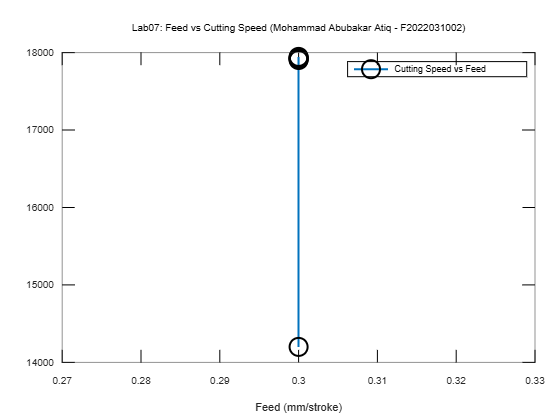 Lab07: Feed vs Cutting Speed (Mohammad Abubakar Atiq - F2022031002)
18000
Cutting Speed vs Feed
17000
16000
15000
14000
0.27 0.28 0.29 0.3 0.31 0.32 0.33
Feed (mm/stroke)